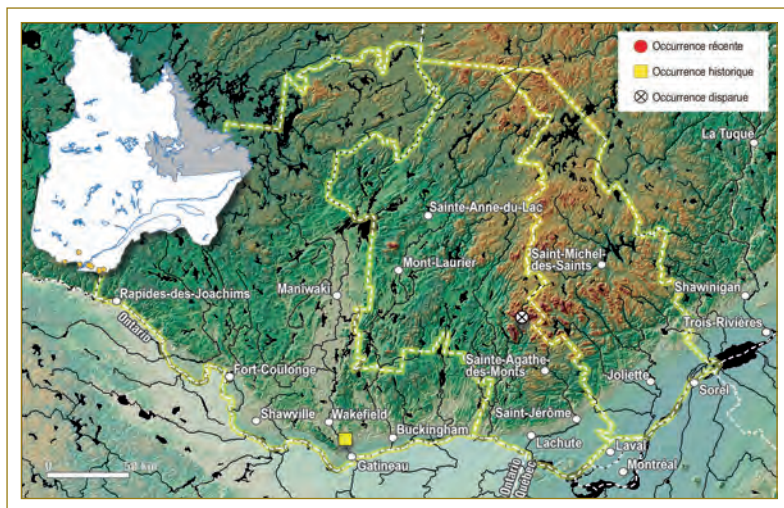 Occurrence récente
Occurrence historique
Occurrence disparue
La Tuque
Sainte-Anne-du-Lac
Saint-Michel-
des-Saints
Mont-Laurier
Maniwaki
Rapides-des-Joachims
Shawinigan
Ontario
Trois-Rivières
Sainte-Agathe-
des-Monts
Fort-Coulonge
Joliette
Sorel
Shawville
Wakefield
Saint-Jérôme
Buckingham
Lachute
Gatineau
Laval
Montréal
Ontario
Québec
0 50 km